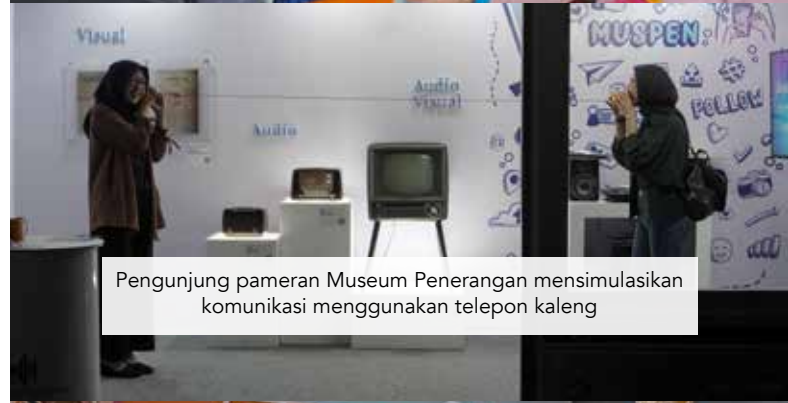 Visual
MUSPEN
Audio
Visual
FOLLOW
Audio
Pengunjung pameran Museum Penerangan mensimulasikan
komunikasi menggunakan telepon kaleng